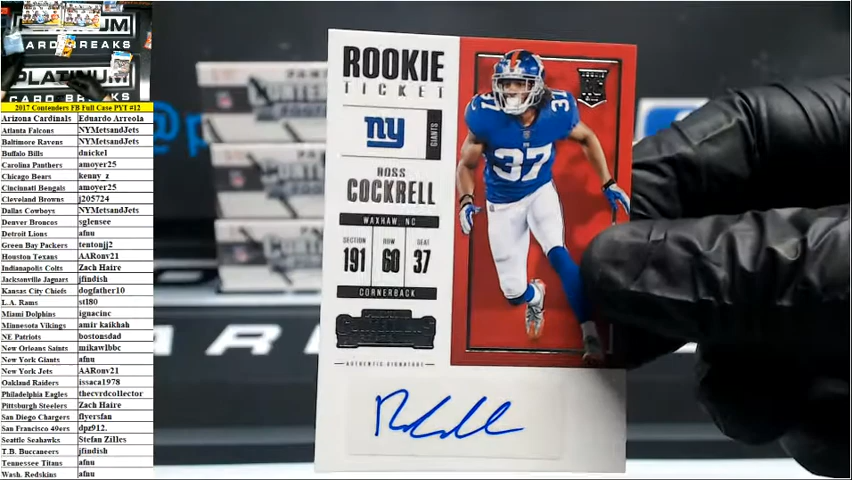 PLATINUM
CARD BREAKS
PLATINUM
CARD BREAKS
2017 Contenders FB Full Case PYT #12
Arizona Cardinals Eduardo Arreola
Atlanta Falcons NYMetsandJets
Baltimore Ravens NYMetsandJets
Buffalo Bills dnickel
Carolina Panthers amoyer25
Chicago Bears kenny_z
Cincinnati Bengals amoyer25
Cleveland Browns j205724
Dallas Cowboys NYMetsandJets
Denver Broncos sglensee
Detroit Lions afnu
Green Bay Packers tentonjj2
Houston Texans AARonv21
Indianapolis Colts Zach Haire
Jacksonville Jaguars jfindish
Kansas City Chiefs dogfather10
L.A. Rams st180
Miami Dolphins ignacinc
Minnesota Vikings amir kaikhah
NE Patriots bostonsdad
New Orleans Saints mikawlbbc
New York Giants afnu
New York Jets AARonv21
Oakland Raiders issaca1978
Philadelphia Eagles thecvrdcollector
Pittsburgh Steelers Zach Haire
San Diego Chargers flyersfan
San Francisco 49ers dpz912.
Seattle Seahawks Stefan Zilles
T.B. Buccaneers jfindish
Tennessee Titans afnu
Wash. Redskins afnu
ROOKIE
TICKET
ny
GIANTS
ROSS
COCKRELL
WAXHAW, NC
SECTION ROW SEAT
191 60 37
CORNERBACK
CONTENDERS
AUTHENTIC SIGNATURE
37
37
37